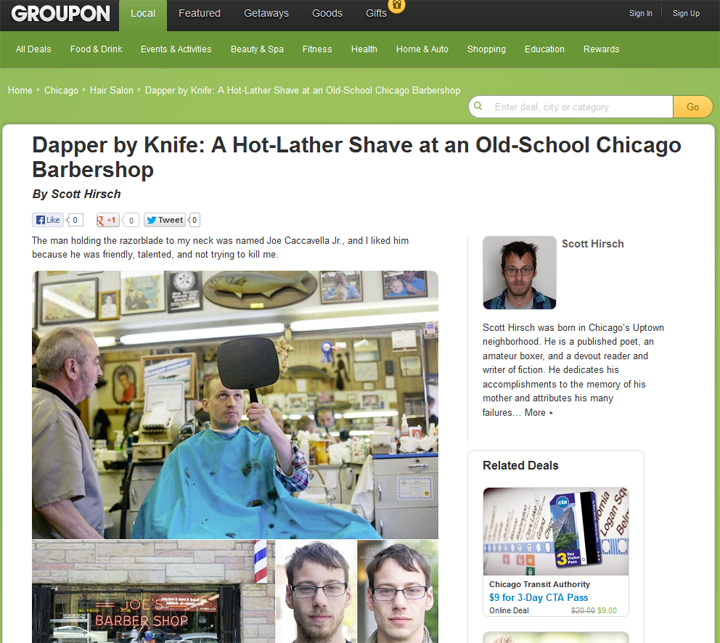 GROUPON
Local Featured Getaways Goods Gifts Sign In Sign Up
All Deals Food & Drink Events & Activities Beauty & Spa Fitness Health Home & Auto Shopping Education Rewards
Home › Chicago › Hair Salon › Dapper by Knife: A Hot-Lather Shave at an Old-School Chicago Barbershop
Enter deal, city or category Go
Dapper by Knife: A Hot-Lather Shave at an Old-School Chicago
Barbershop
By Scott Hirsch
Like 0 +1 0 Tweet 0
The man holding the razorblade to my neck was named Joe Caccavella Jr., and I liked him
because he was friendly, talented, and not trying to kill me.
JOE'S
BARBER SHOP
Scott Hirsch
Scott Hirsch was born in Chicago's Uptown
neighborhood. He is a published poet, an
amateur boxer, and a devout reader and
writer of fiction. He dedicates his
accomplishments to the memory of his
mother and attributes his many
failures... More ▸
Related Deals
cta
3
Logan Sq
Chicago Transit Authority
$9 for 3-Day CTA Pass
Online Deal $20.00 $9.00